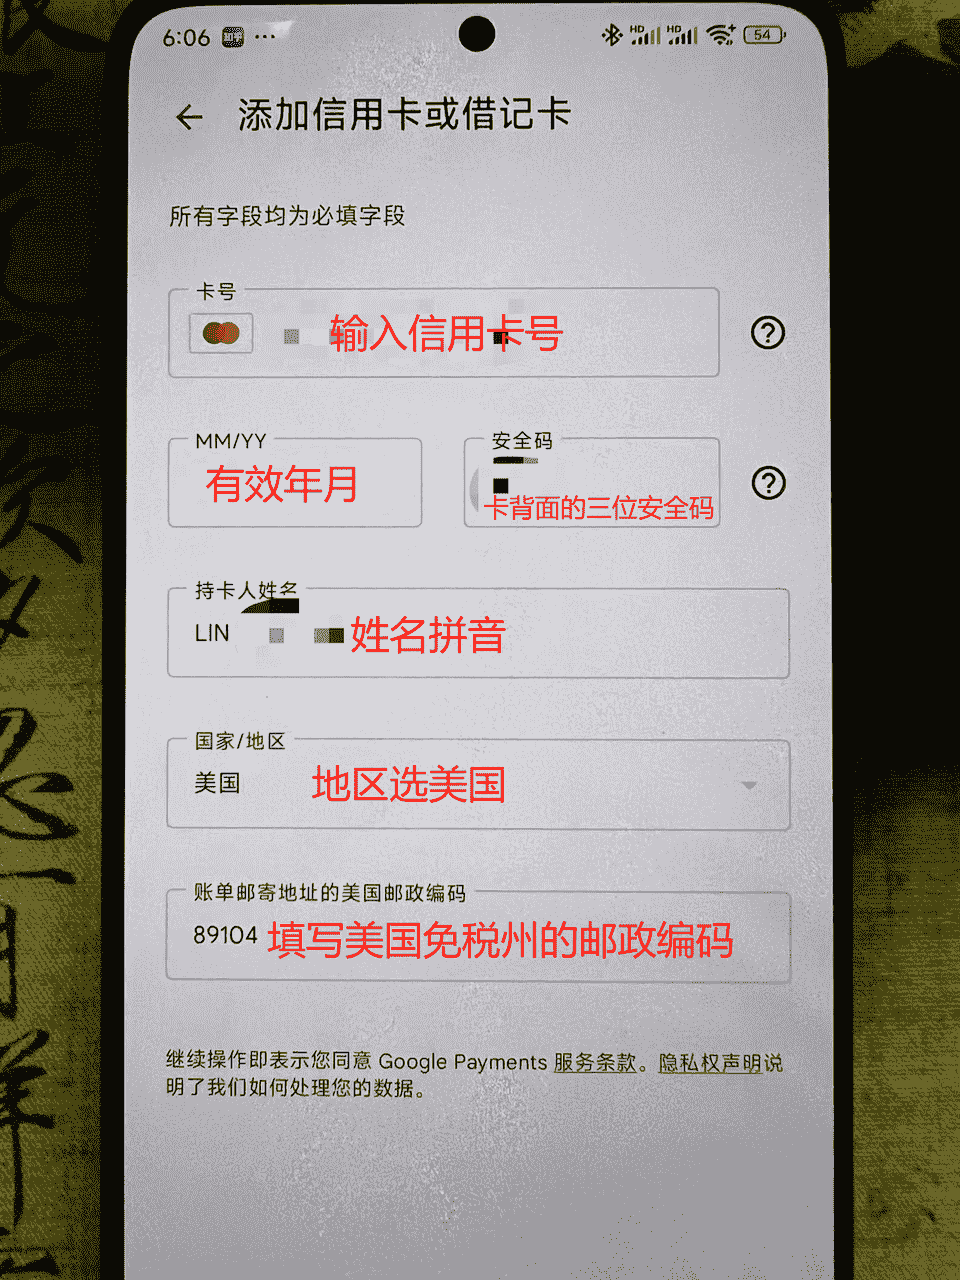 6:06 知乎 ··· HD HD 54
添加信用卡或借记卡
所有字段均为必填字段
卡号
输入信用卡号
MM/YY
有效年月
安全码
卡背面的三位安全码
持卡人姓名
LIN 姓名拼音
国家/地区
美国 地区选美国
账单邮寄地址的美国邮政编码
89104 填写美国免税州的邮政编码
继续操作即表示您同意 Google Payments 服务条款。隐私权声明说
明了我们如何处理您的数据。